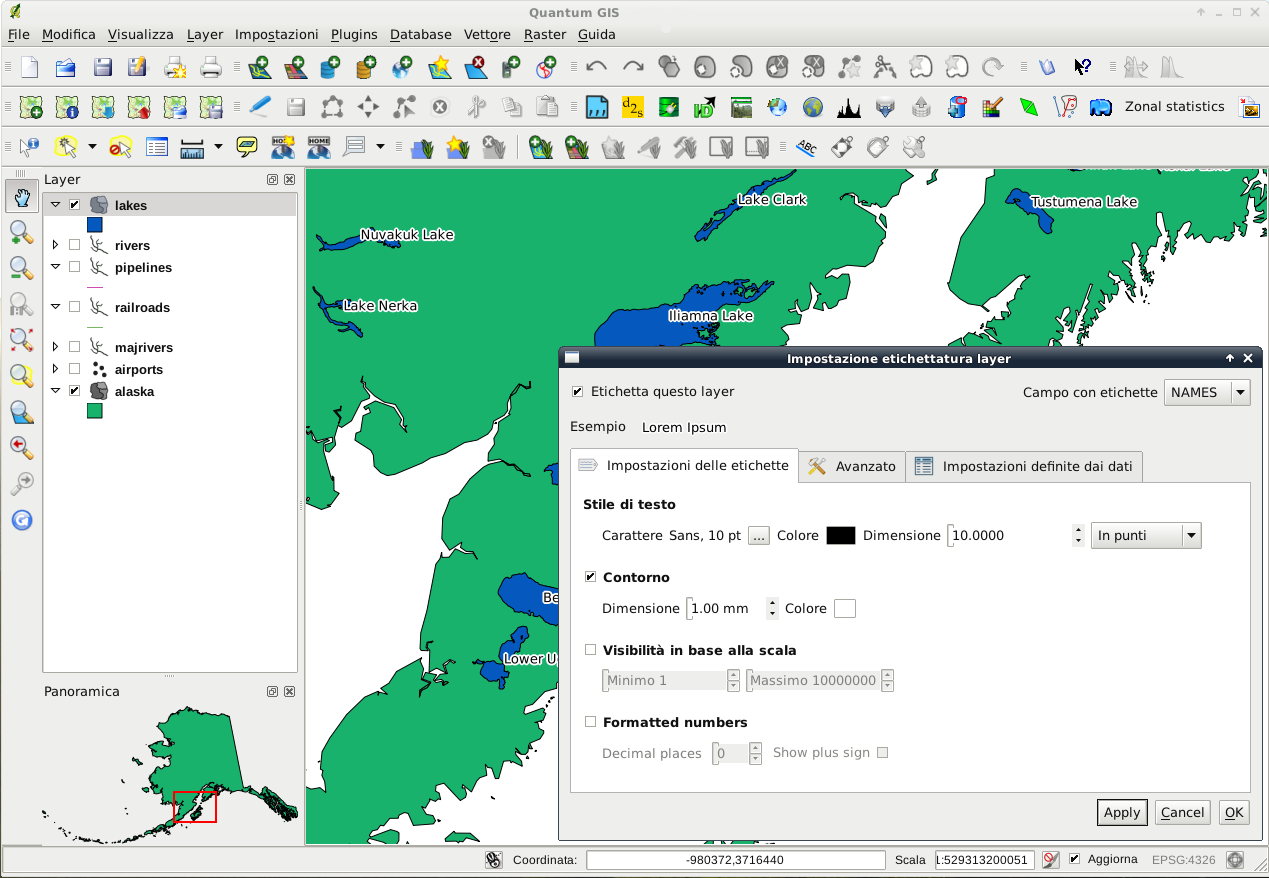 Quantum GIS
File Modifica Visualizza Layer Impostazioni Plugins Database Vettore Raster Guida
Zonal statistics
HOME
ABC
Layer
lakes
rivers
pipelines
railroads
majrivers
airports
alaska
Panoramica
Lake Clark
Tustumena Lake
Nuvakuk Lake
Lake Nerka
Iliamna Lake
Be
Lower U
Impostazione etichettatura layer
Etichetta questo layer
Campo con etichette NAMES
Esempio Lorem Ipsum
Impostazioni delle etichette Avanzato Impostazioni definite dai dati
Stile di testo
Carattere Sans, 10 pt ... Colore Dimensione 10.0000 In punti
Contorno
Dimensione 1.00 mm Colore
Visibilità in base alla scala
Minimo 1 Massimo 10000000
Formatted numbers
Decimal places 0 Show plus sign
Apply Cancel OK
Coordinata: -980372,3716440 Scala 1:529313200051 Aggiorna EPSG:4326